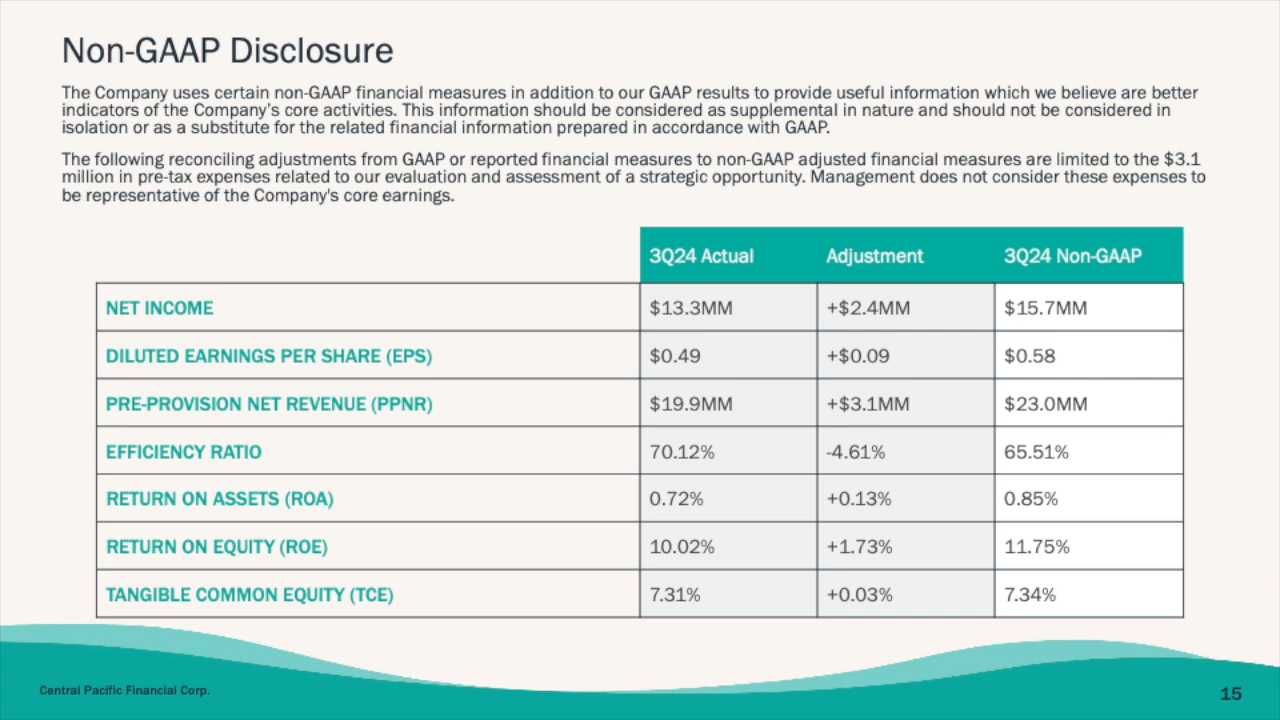 Non-GAAP Disclosure
The Company uses certain non-GAAP financial measures in addition to our GAAP results to provide useful information which we believe are better
indicators of the Company’s core activities. This information should be considered as supplemental in nature and should not be considered in
isolation or as a substitute for the related financial information prepared in accordance with GAAP.
The following reconciling adjustments from GAAP or reported financial measures to non-GAAP adjusted financial measures are limited to the $3.1
million in pre-tax expenses related to our evaluation and assessment of a strategic opportunity. Management does not consider these expenses to
be representative of the Company's core earnings.
3Q24 Actual Adjustment 3Q24 Non-GAAP
NET INCOME $13.3MM +$2.4MM $15.7MM
DILUTED EARNINGS PER SHARE (EPS) $0.49 +$0.09 $0.58
PRE-PROVISION NET REVENUE (PPNR) $19.9MM +$3.1MM $23.0MM
EFFICIENCY RATIO 70.12% -4.61% 65.51%
RETURN ON ASSETS (ROA) 0.72% +0.13% 0.85%
RETURN ON EQUITY (ROE) 10.02% +1.73% 11.75%
TANGIBLE COMMON EQUITY (TCE) 7.31% +0.03% 7.34%
Central Pacific Financial Corp. 15